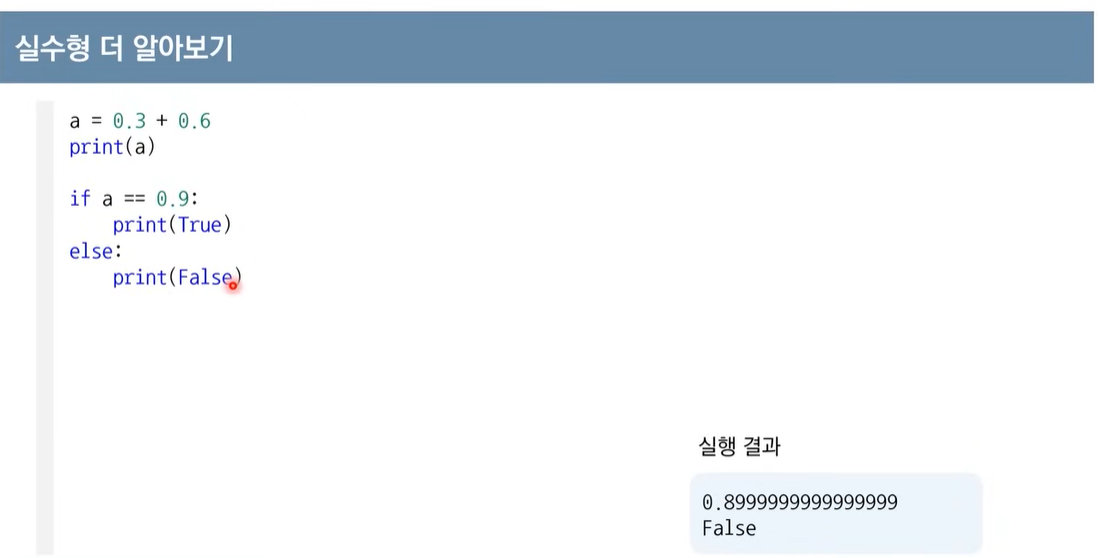 실수형 더 알아보기
a = 0.3 + 0.6
print(a)
if a == 0.9:
    print(True)
else:
    print(False)
실행 결과
0.8999999999999999
False